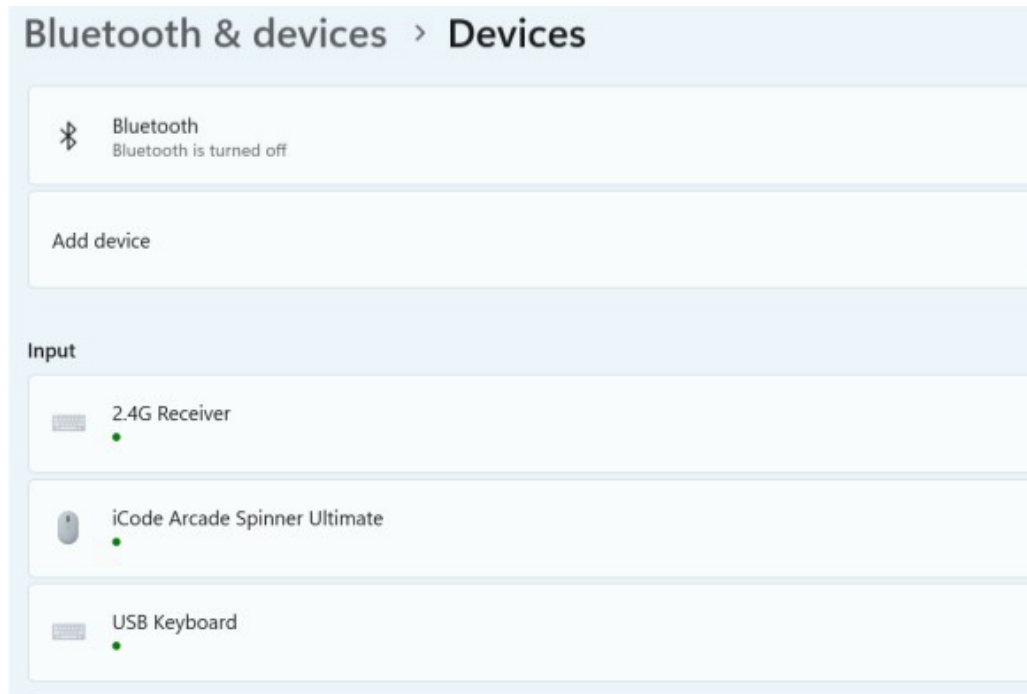 Bluetooth & devices > Devices
Bluetooth
Bluetooth is turned off
Add device
Input
2.4G Receiver
iCode Arcade Spinner Ultimate
USB Keyboard